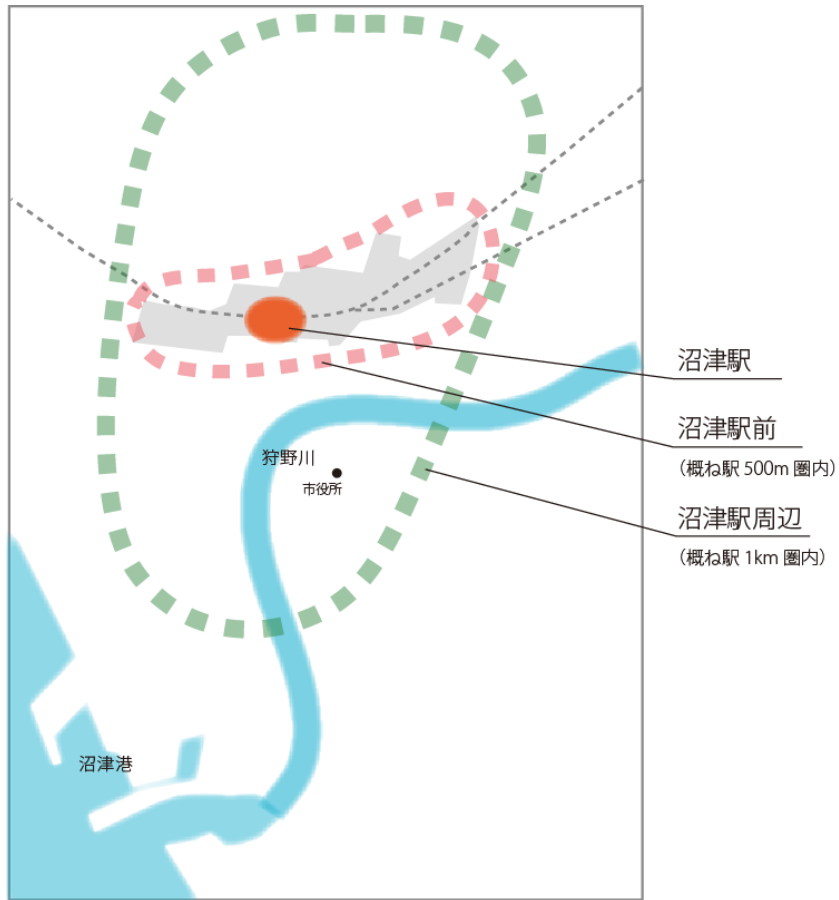 沼津駅
沼津駅前
(概ね駅 500m 圏内)
狩野川
市役所
沼津駅周辺
(概ね駅 1km 圏内)
沼津港